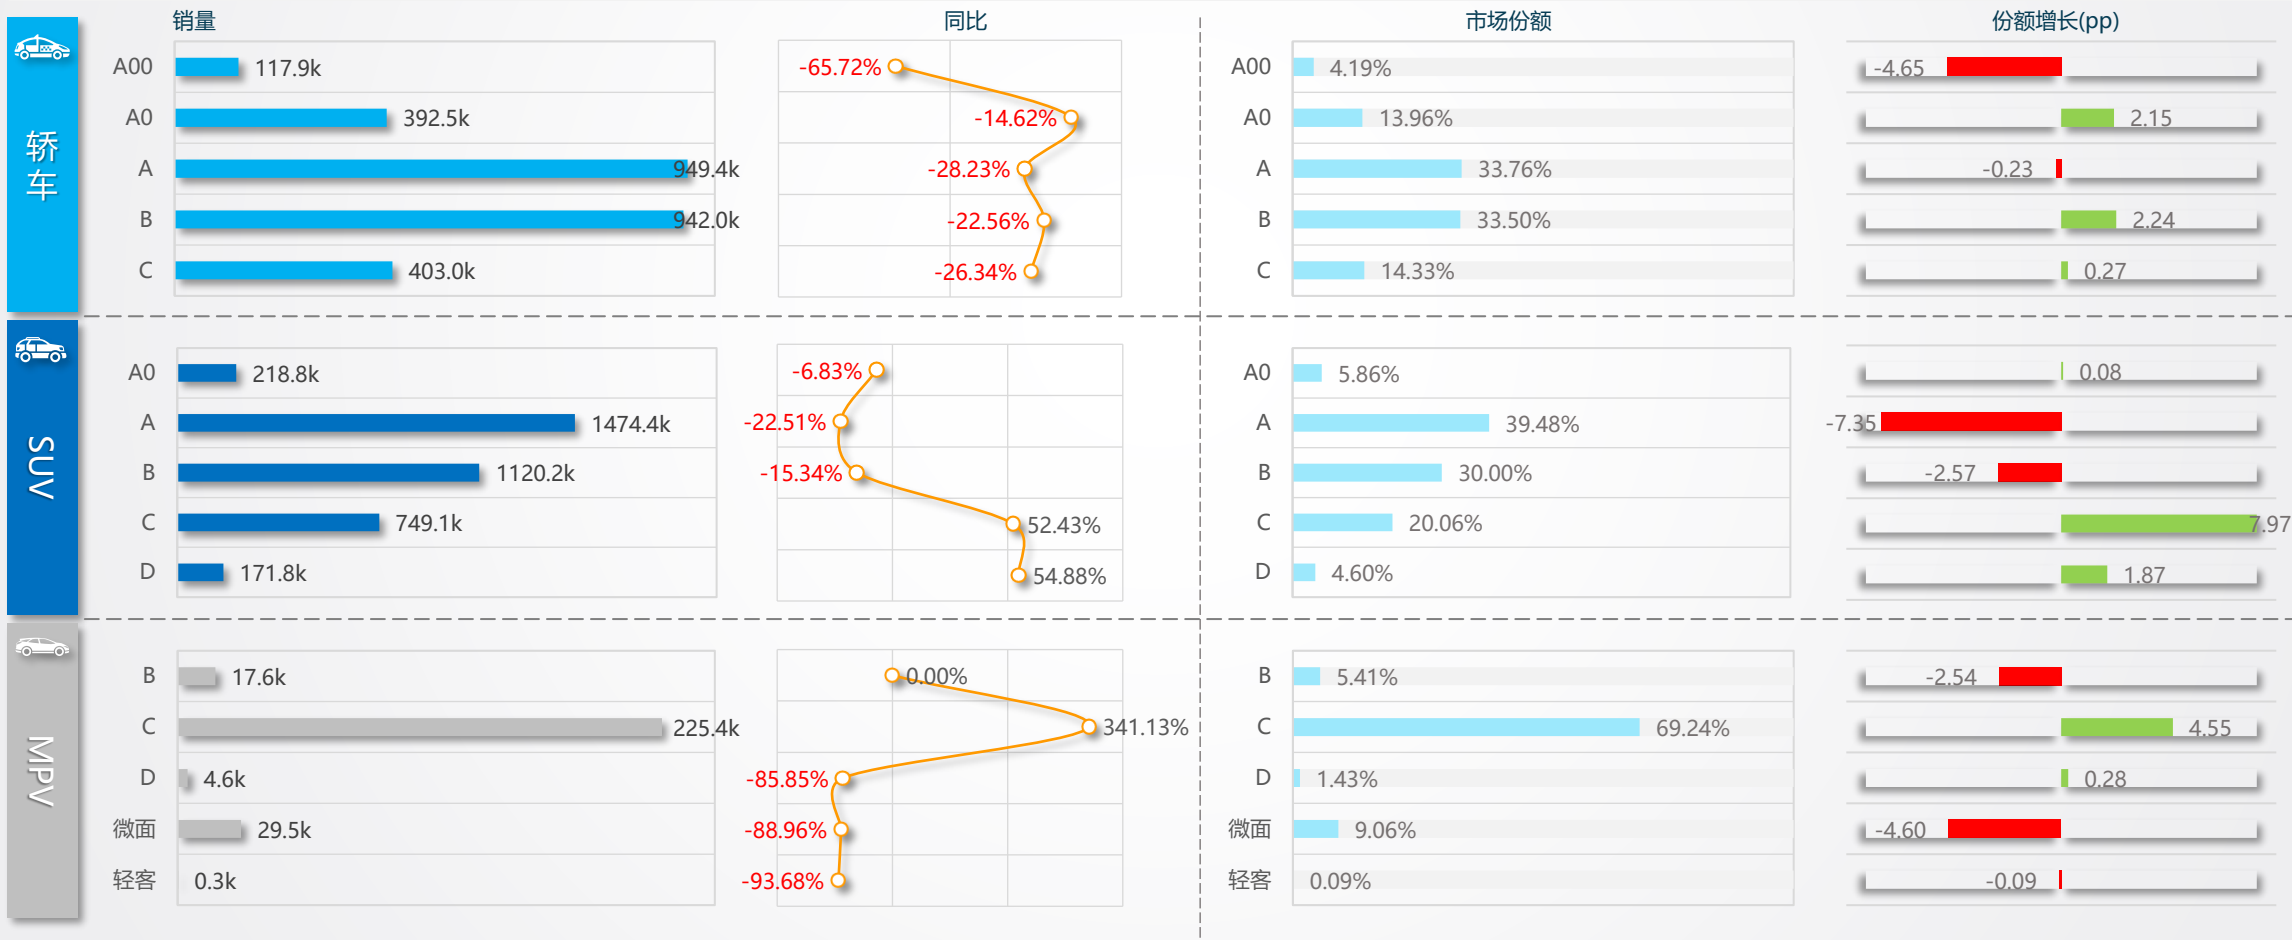 销量 同比 市场份额 份额增长(pp)
轿车
A00 117.9k -65.72% A00 4.19% -4.65
A0 392.5k -14.62% A0 13.96% 2.15
A 949.4k -28.23% A 33.76% -0.23
B 942.0k -22.56% B 33.50% 2.24
C 403.0k -26.34% C 14.33% 0.27
SUV
A0 218.8k -6.83% A0 5.86% 0.08
A 1474.4k -22.51% A 39.48% -7.35
B 1120.2k -15.34% B 30.00% -2.57
C 749.1k 52.43% C 20.06% 7.97
D 171.8k 54.88% D 4.60% 1.87
MPV
B 17.6k 0.00% B 5.41% -2.54
C 225.4k 341.13% C 69.24% 4.55
D 4.6k -85.85% D 1.43% 0.28
微面 29.5k -88.96% 微面 9.06% -4.60
轻客 0.3k -93.68% 轻客 0.09% -0.09